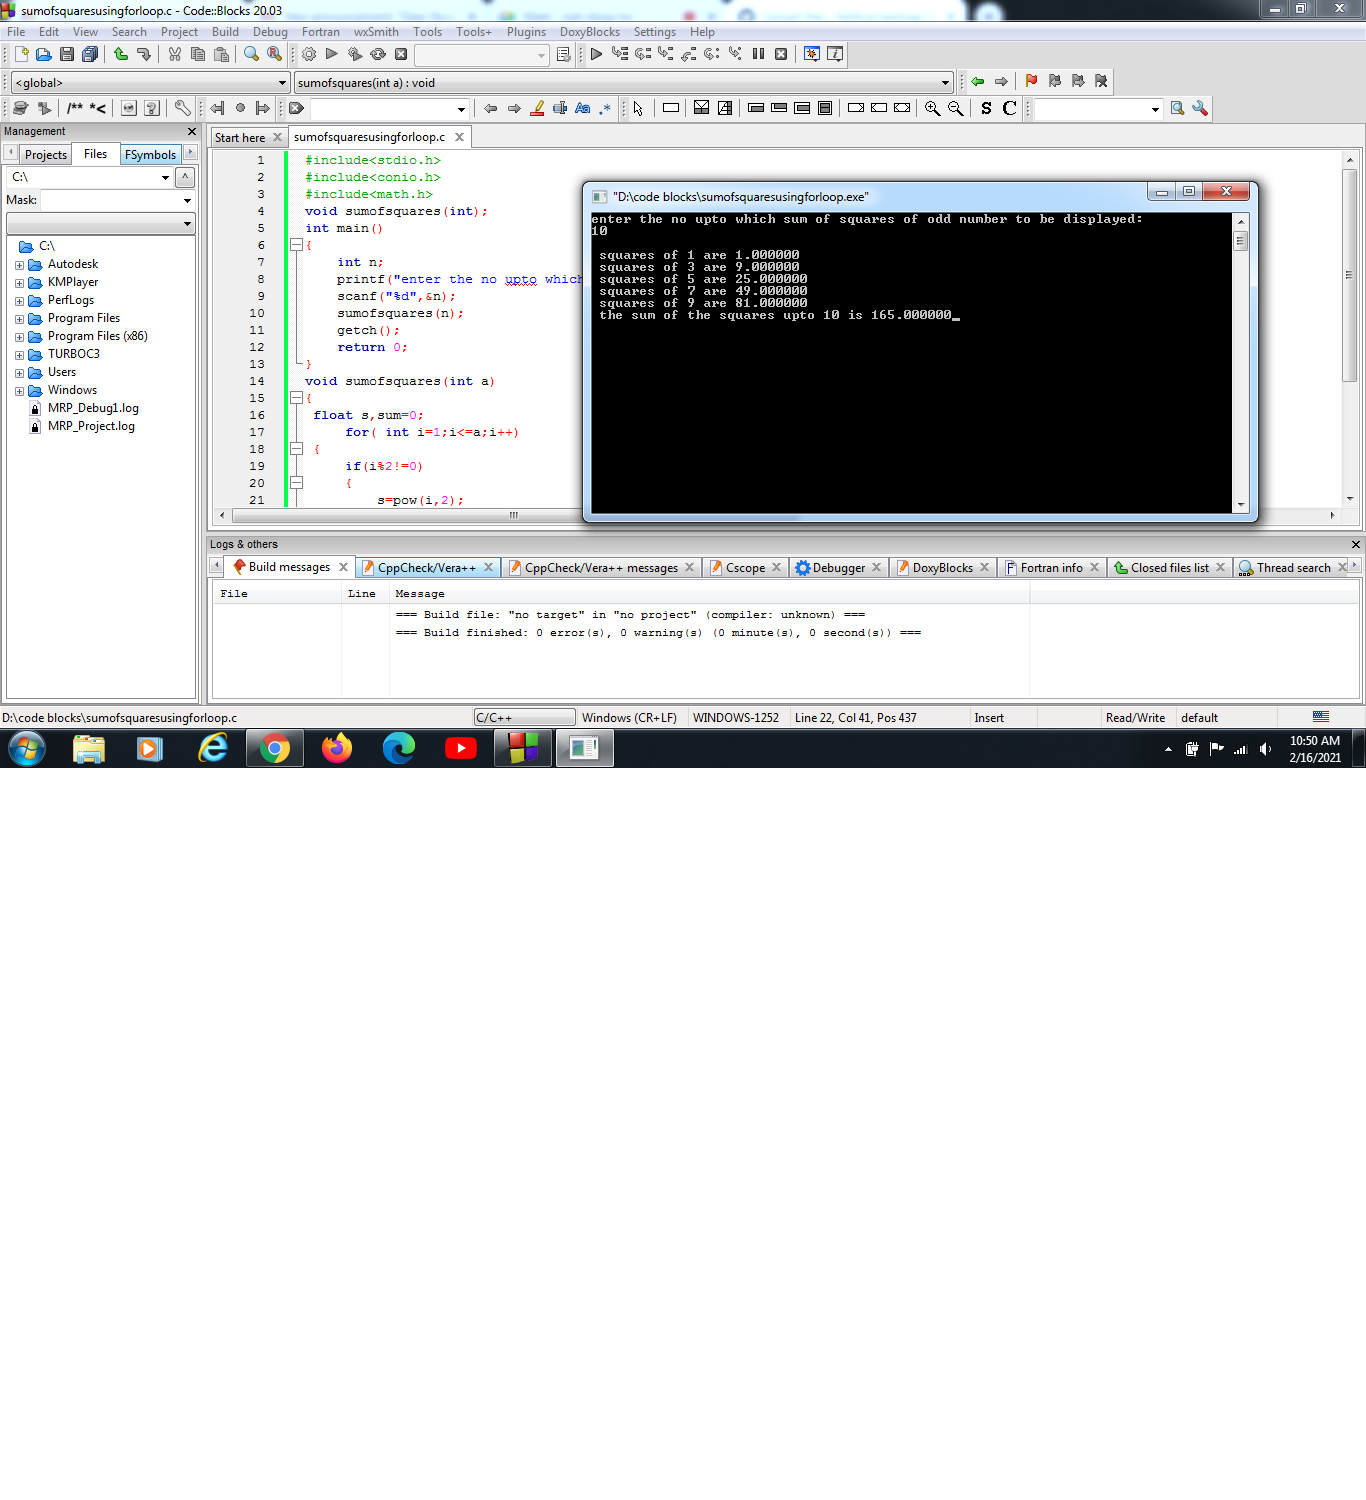 sumofsquaresusingforloop.c - Code::Blocks 20.03
File Edit View Search Project Build Debug Fortran wxSmith Tools Tools+ Plugins DoxyBlocks Settings Help
<global> sumofsquares(int a) : void
/** *< Aa .* S C
Management
Projects Files FSymbols
C:\
Mask:
C:\
Autodesk
KMPlayer
PerfLogs
Program Files
Program Files (x86)
TURBOC3
Users
Windows
MRP_Debug1.log
MRP_Project.log
Start here sumofsquaresusingforloop.c
1 #include<stdio.h>
2 #include<conio.h>
3 #include<math.h>
4 void sumofsquares(int);
5 int main()
6 {
7 int n;
8 printf("enter the no upto which
9 scanf("%d",&n);
10 sumofsquares(n);
11 getch();
12 return 0;
13 }
14 void sumofsquares(int a)
15 {
16 float s,sum=0;
17 for( int i=1;i<=a;i++)
18 {
19 if(i%2!=0)
20 {
21 s=pow(i,2);
"D:\code blocks\sumofsquaresusingforloop.exe"
enter the no upto which sum of squares of odd number to be displayed:
10
squares of 1 are 1.000000
squares of 3 are 9.000000
squares of 5 are 25.000000
squares of 7 are 49.000000
squares of 9 are 81.000000
the sum of the squares upto 10 is 165.000000_
Logs & others
Build messages CppCheck/Vera++ CppCheck/Vera++ messages Cscope Debugger DoxyBlocks Fortran info Closed files list Thread search
File Line Message
=== Build file: "no target" in "no project" (compiler: unknown) ===
=== Build finished: 0 error(s), 0 warning(s) (0 minute(s), 0 second(s)) ===
D:\code blocks\sumofsquaresusingforloop.c C/C++ Windows (CR+LF) WINDOWS-1252 Line 22, Col 41, Pos 437 Insert Read/Write default
10:50 AM
2/16/2021